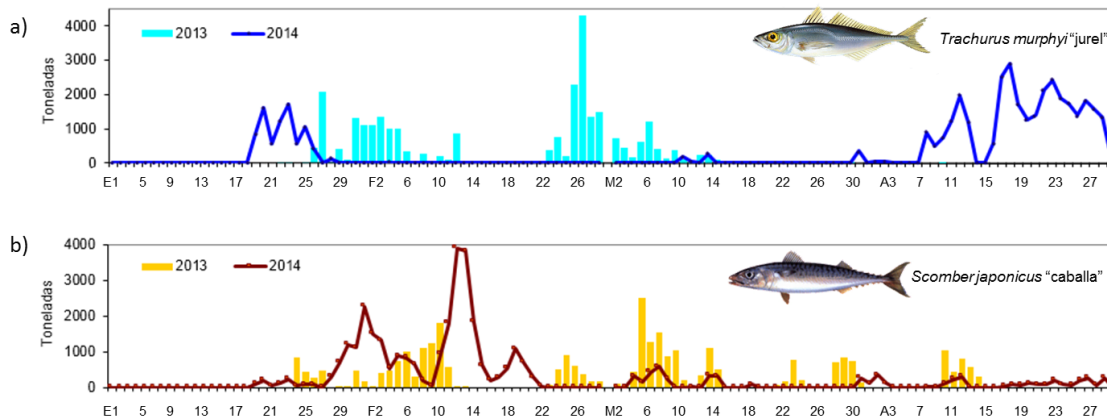 a)
Toneladas
4000
3000
2000
1000
0
2013 2014
Trachurus murphyi “jurel”
E1 5 9 13 17 21 25 29 F2 6 10 14 18 22 26 M2 6 10 14 18 22 26 30 A3 7 11 15 19 23 27
b)
Toneladas
4000
3000
2000
1000
0
2013 2014
Scomber japonicus “caballa”
E1 5 9 13 17 21 25 29 F2 6 10 14 18 22 26 M2 6 10 14 18 22 26 30 A3 7 11 15 19 23 27